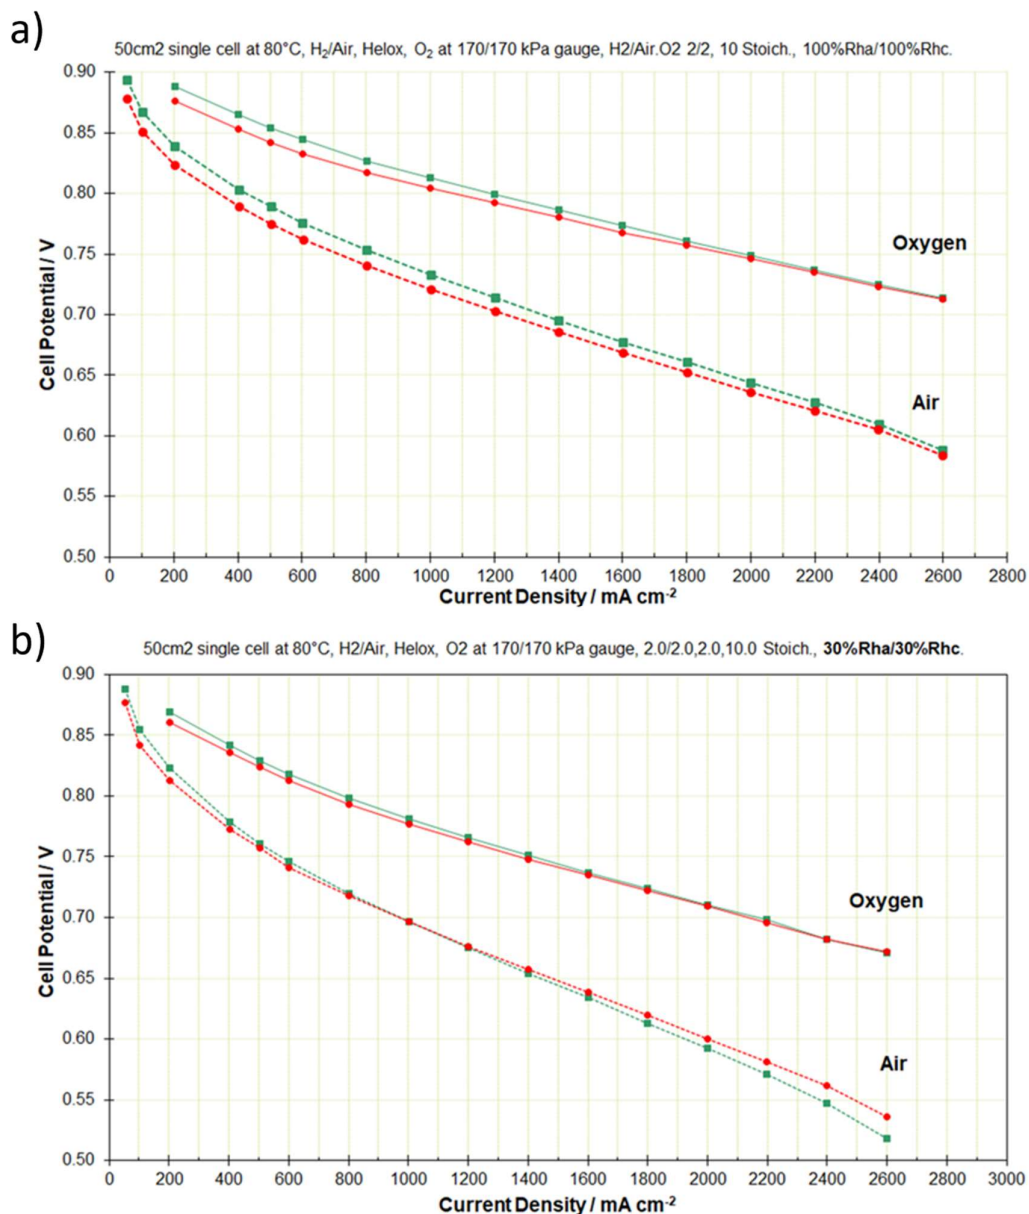 a)
50cm2 single cell at 80°C, H₂/Air, Helox, O₂ at 170/170 kPa gauge, H2/Air.O2 2/2, 10 Stoich., 100%Rha/100%Rhc.
0.90
0.85
0.80
0.75
0.70
0.65
0.60
0.55
0.50
Cell Potential / V
Oxygen
Air
0 200 400 600 800 1000 1200 1400 1600 1800 2000 2200 2400 2600 2800
Current Density / mA cm⁻²
b)
50cm2 single cell at 80°C, H2/Air, Helox, O2 at 170/170 kPa gauge, 2.0/2.0,2.0,10.0 Stoich., 30%Rha/30%Rhc.
0.90
0.85
0.80
0.75
0.70
0.65
0.60
0.55
0.50
Cell Potential / V
Oxygen
Air
0 200 400 600 800 1000 1200 1400 1600 1800 2000 2200 2400 2600 2800 3000
Current Density / mA cm⁻²